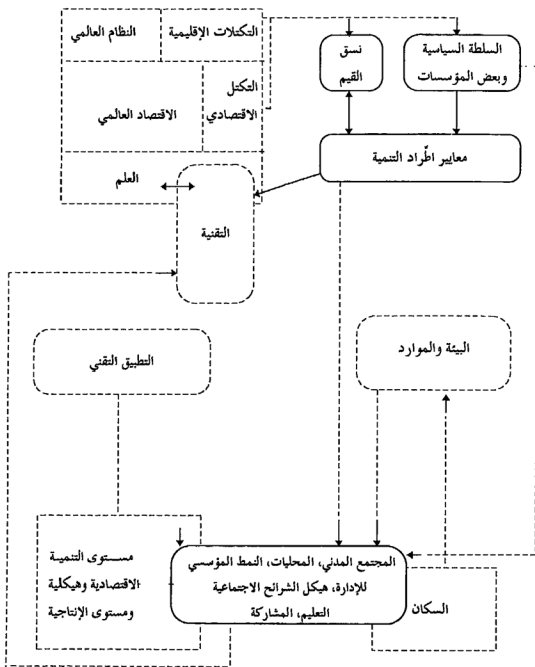 النظام العالمي
التكتلات الإقليمية
نسق
القيم
السلطة السياسية
وبعض المؤسسات
التكتل
الاقتصادي
الاقتصاد العالمي
معايير اطّراد التنمية
العلم
التقنية
البيئة والموارد
التطبيق التقني
المجتمع المدني، المحليات، النمط المؤسسي
للإدارة، هيكل الشرائح الاجتماعية
التعليم، المشاركة
مستوى التنميـة
الاقتصادية وهيكلية
ومستوى الإنتاجية
السكان